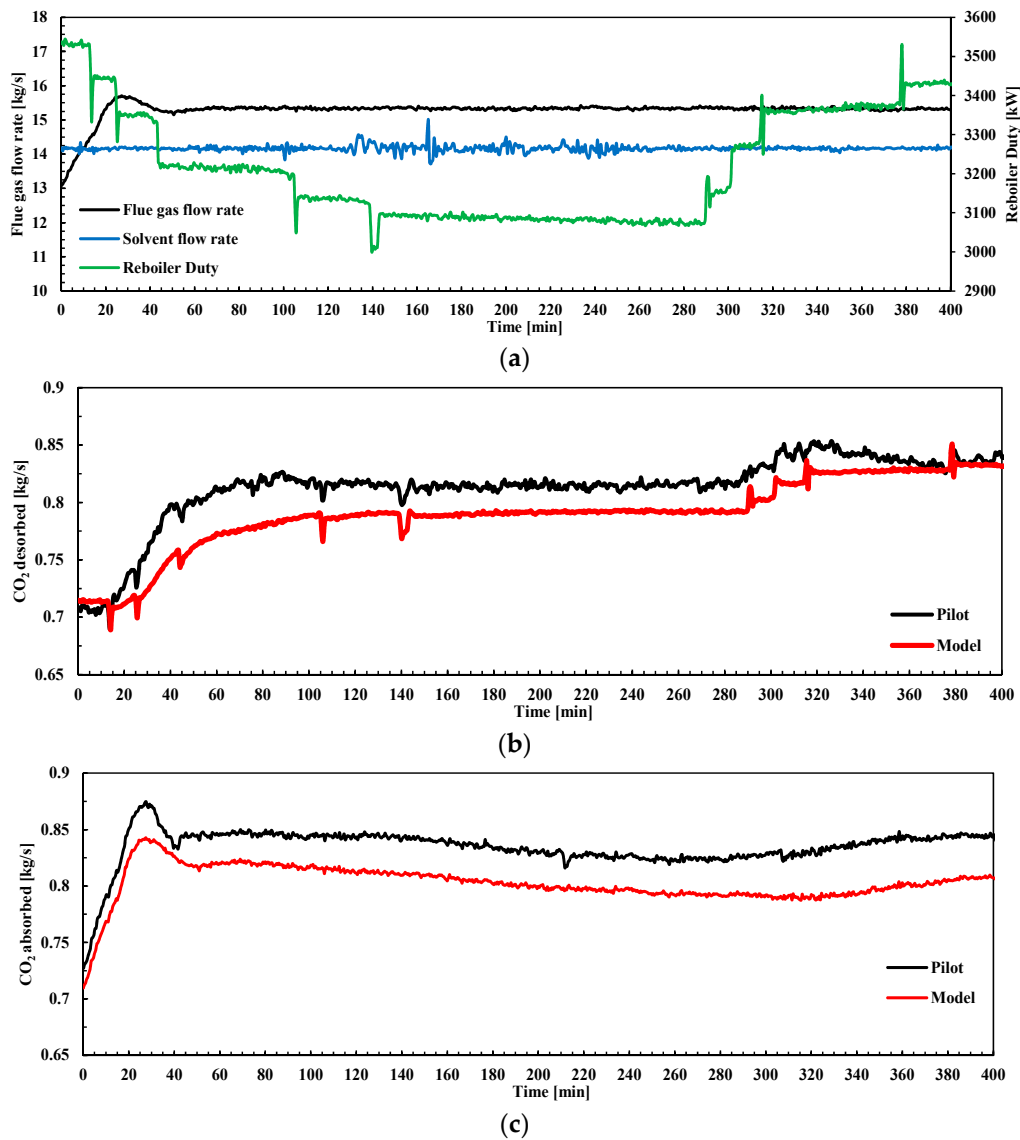 18
17
16
15
14
13
12
11
10
Flue gas flow rate [kg/s]
3600
3500
3400
3300
3200
3100
3000
2900
Reboiler Duty [kW]
Flue gas flow rate
Solvent flow rate
Reboiler Duty
0 20 40 60 80 100 120 140 160 180 200 220 240 260 280 300 320 340 360 380 400
Time [min]
(a)
0.9
0.85
0.8
0.75
0.7
0.65
CO2 desorbed [kg/s]
Pilot
Model
0 20 40 60 80 100 120 140 160 180 200 220 240 260 280 300 320 340 360 380 400
Time [min]
(b)
0.9
0.85
0.8
0.75
0.7
0.65
CO2 absorbed [kg/s]
Pilot
Model
0 20 40 60 80 100 120 140 160 180 200 220 240 260 280 300 320 340 360 380 400
Time [min]
(c)